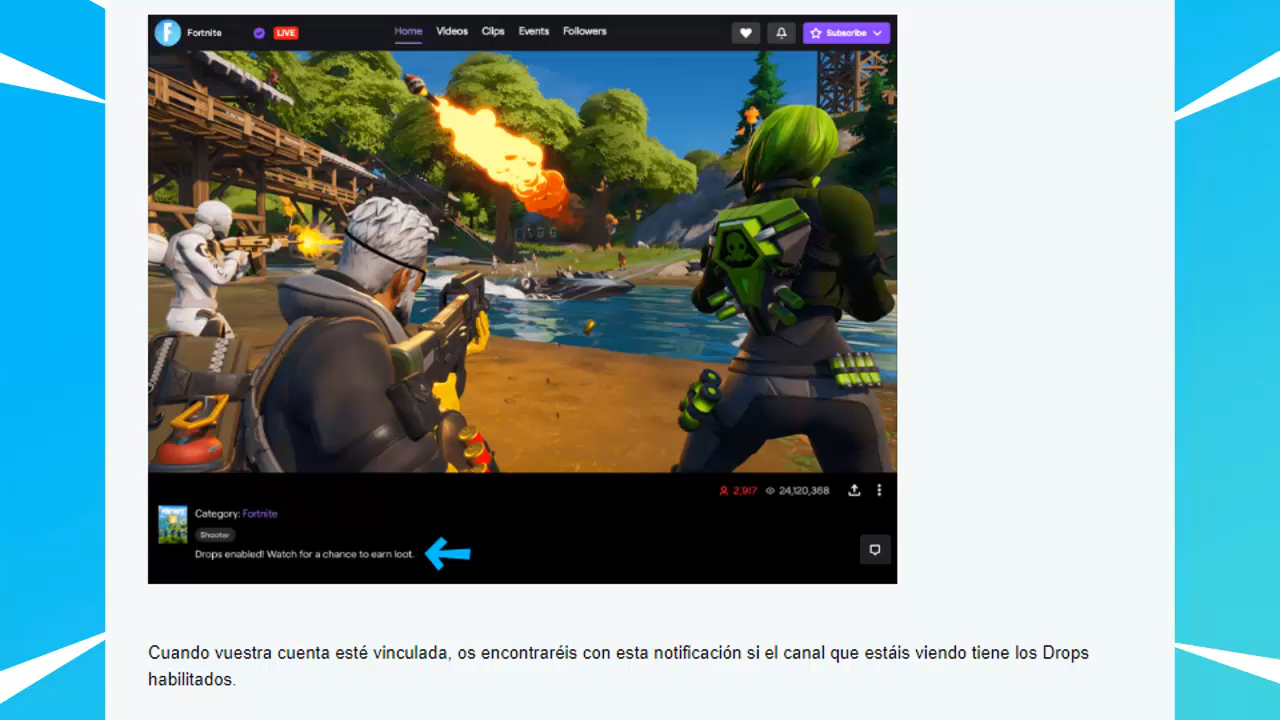 Fortnite LIVE Home Videos Clips Events Followers Subscribe
2,917 24,120,368
Category: Fortnite
Shooter
Drops enabled! Watch for a chance to earn loot.
Cuando vuestra cuenta esté vinculada, os encontraréis con esta notificación si el canal que estáis viendo tiene los Drops
habilitados.